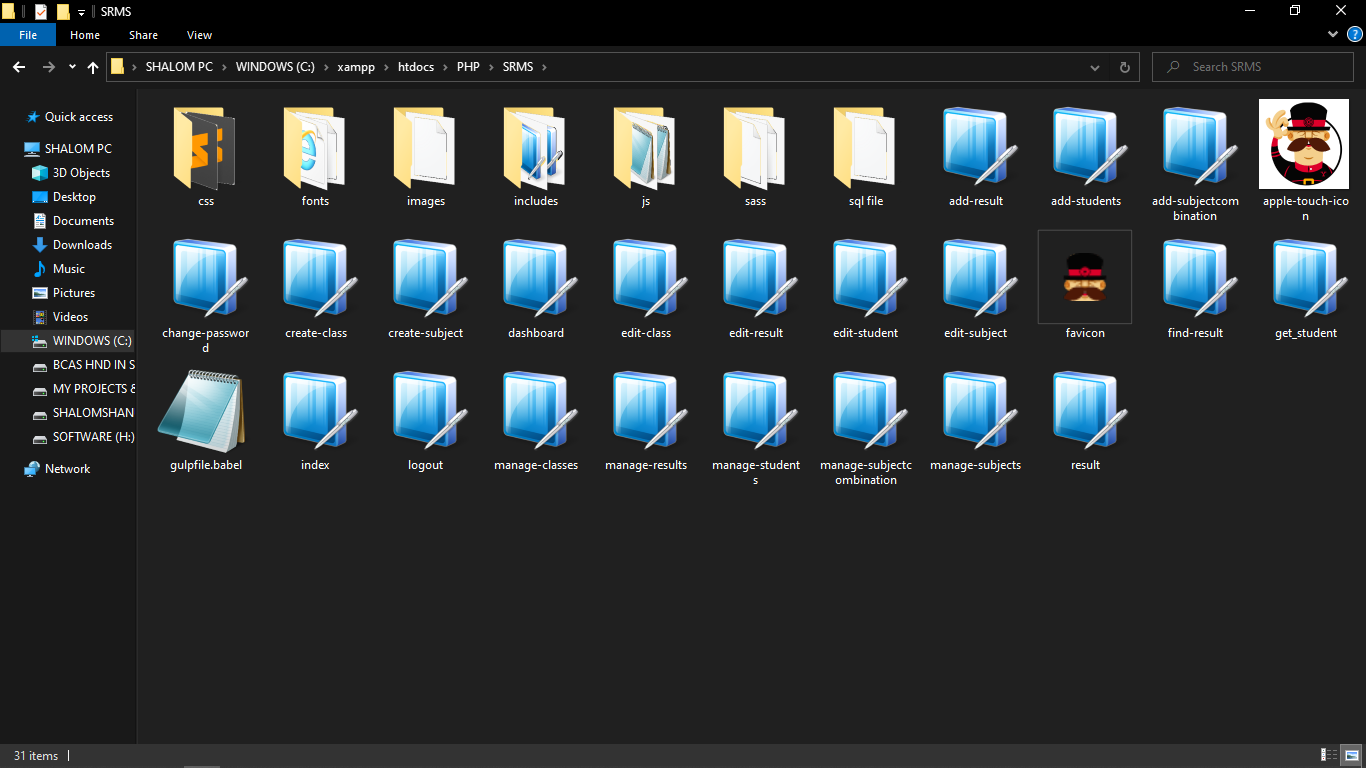 SRMS
File
Home
Share
View
SHALOM PC
WINDOWS (C:)
xampp
htdocs
PHP
SRMS
Search SRMS
Quick access
SHALOM PC
3D Objects
Desktop
Documents
Downloads
Music
Pictures
Videos
WINDOWS (C:)
BCAS HND IN S
MY PROJECTS &
SHALOMSHAN
SOFTWARE (H:)
Network
css
fonts
images
includes
js
sass
sql file
add-result
add-students
add-subjectcom
bination
apple-touch-ico
n
change-passwor
d
create-class
create-subject
dashboard
edit-class
edit-result
edit-student
edit-subject
favicon
find-result
get_student
gulpfile.babel
index
logout
manage-classes
manage-results
manage-student
s
manage-subjectc
ombination
manage-subjects
result
31 items